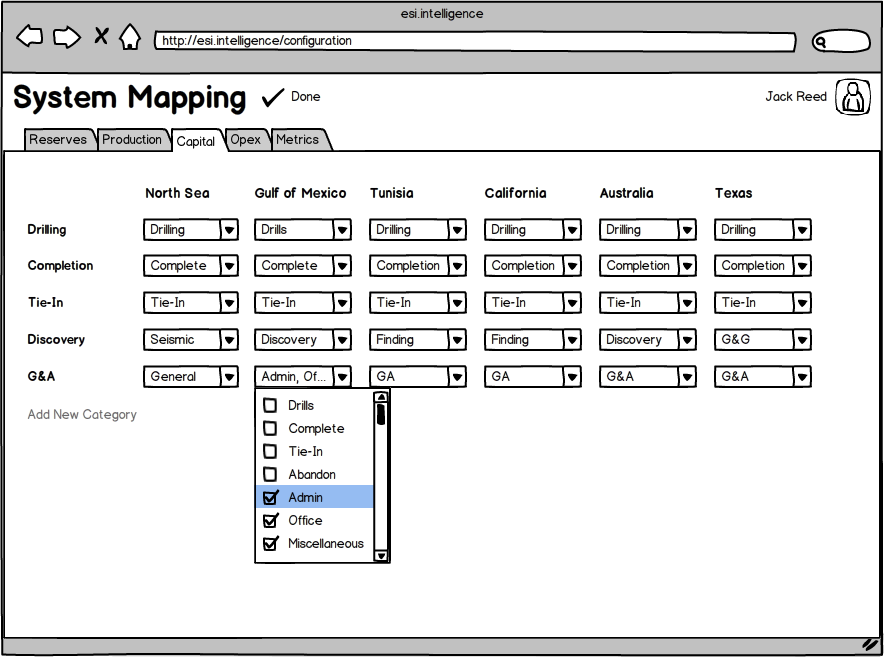 esi.intelligence
http://esi.intelligence/configuration
System Mapping Done Jack Reed
Reserves Production Capital Opex Metrics
North Sea Gulf of Mexico Tunisia California Australia Texas
Drilling Drilling Drills Drilling Drilling Drilling Drilling
Completion Complete Complete Completion Completion Completion Completion
Tie-In Tie-In Tie-In Tie-In Tie-In Tie-In Tie-In
Discovery Seismic Discovery Finding Finding Discovery G&G
G&A General Admin, Of... GA GA G&A G&A
Add New Category
Drills
Complete
Tie-In
Abandon
Admin
Office
Miscellaneous